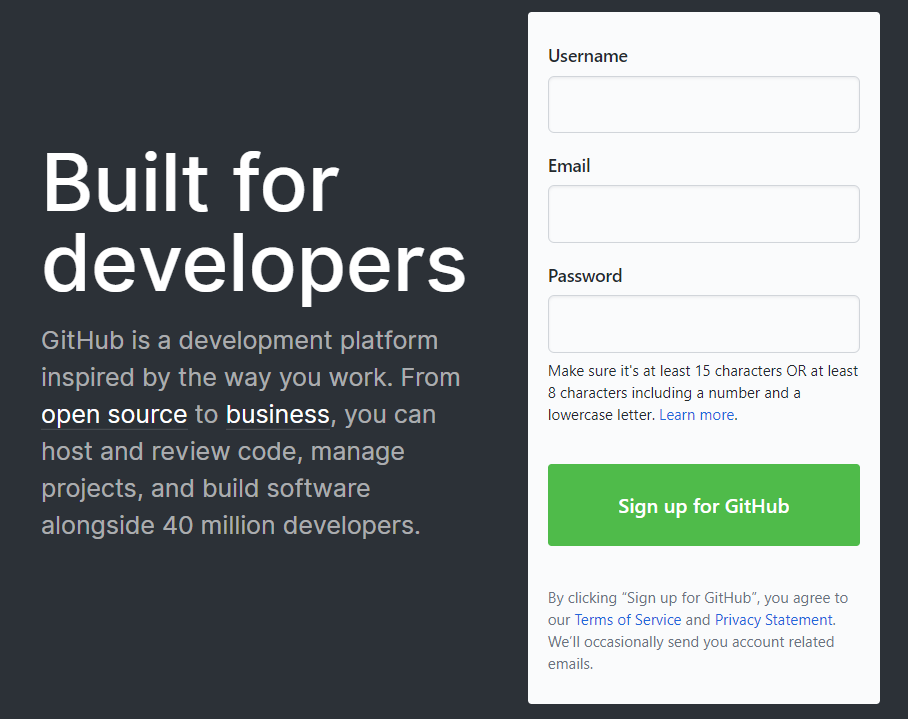 Built for
developers
GitHub is a development platform
inspired by the way you work. From
open source to business, you can
host and review code, manage
projects, and build software
alongside 40 million developers.
Username
Email
Password
Make sure it's at least 15 characters OR at least
8 characters including a number and a
lowercase letter. Learn more.
Sign up for GitHub
By clicking “Sign up for GitHub”, you agree to
our Terms of Service and Privacy Statement.
We’ll occasionally send you account related
emails.